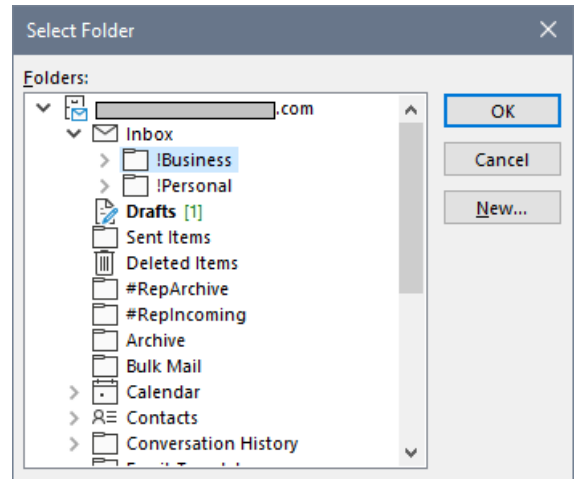 Select Folder
Folders:
.com
Inbox
!Business
!Personal
Drafts [1]
Sent Items
Deleted Items
#RepArchive
#RepIncoming
Archive
Bulk Mail
Calendar
Contacts
Conversation History
OK
Cancel
New...